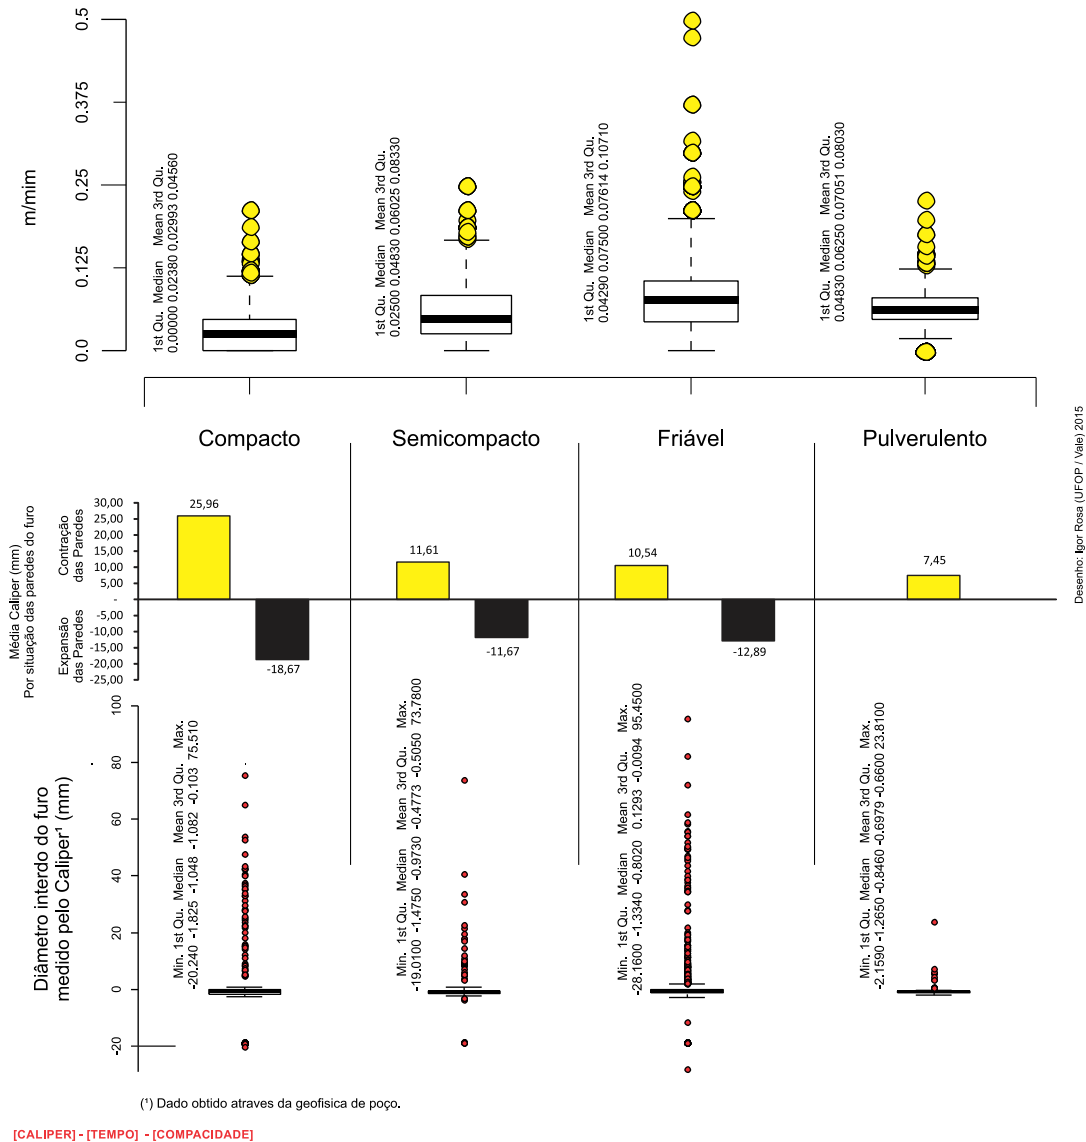 m/mim
0.5
0.375
0.25
0.125
0.0
1st Qu. Median Mean 3rd Qu.
0.00000 0.02380 0.02993 0.04560
1st Qu. Median Mean 3rd Qu.
0.02500 0.04830 0.06025 0.08330
1st Qu. Median Mean 3rd Qu.
0.04290 0.07500 0.07614 0.10710
1st Qu. Median Mean 3rd Qu.
0.04830 0.06250 0.07051 0.08030
Compacto
Semicompacto
Friável
Pulverulento
Desenho: Igor Rosa (UFOP / Vale) 2015
Média Caliper (mm)
Por situação das paredes do furo
Contração
das Paredes
Expansão
das Paredes
30,00
25,00
20,00
15,00
10,00
5,00
-
-5,00
-10,00
-15,00
-20,00
-25,00
25,96
-18,67
11,61
-11,67
10,54
-12,89
7,45
Diâmetro interdo do furo
medido pelo Caliper¹ (mm)
100
80
60
40
20
0
-20
Min. 1st Qu. Median Mean 3rd Qu. Max.
-20.240 -1.825 -1.048 -1.082 -0.103 75.510
Min. 1st Qu. Median Mean 3rd Qu. Max.
-19.0100 -1.4750 -0.9730 -0.4773 -0.5050 73.7800
Min. 1st Qu. Median Mean 3rd Qu. Max.
-28.1600 -1.3340 -0.8020 0.1293 -0.0094 95.4500
Min. 1st Qu. Median Mean 3rd Qu. Max.
-2.1590 -1.2650 -0.8460 -0.6979 -0.6600 23.8100
(¹) Dado obtido atraves da geofisica de poço.
[CALIPER] - [TEMPO] - [COMPACIDADE]